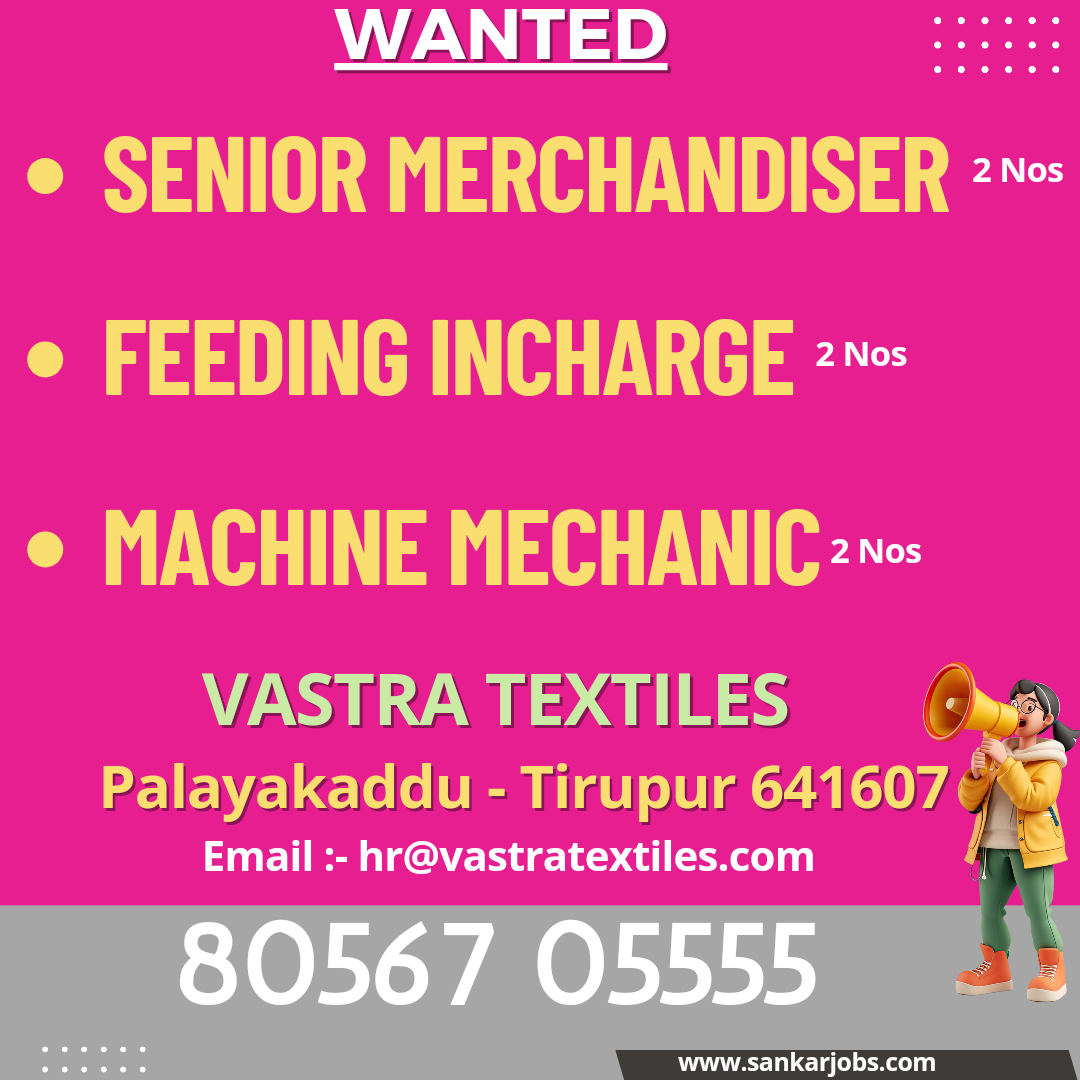 WANTED
SENIOR MERCHANDISER 2 Nos
FEEDING INCHARGE 2 Nos
MACHINE MECHANIC 2 Nos
VASTRA TEXTILES
Palayakaddu - Tirupur 641607
Email :- hr@vastratextiles.com
80567 05555
www.sankarjobs.com